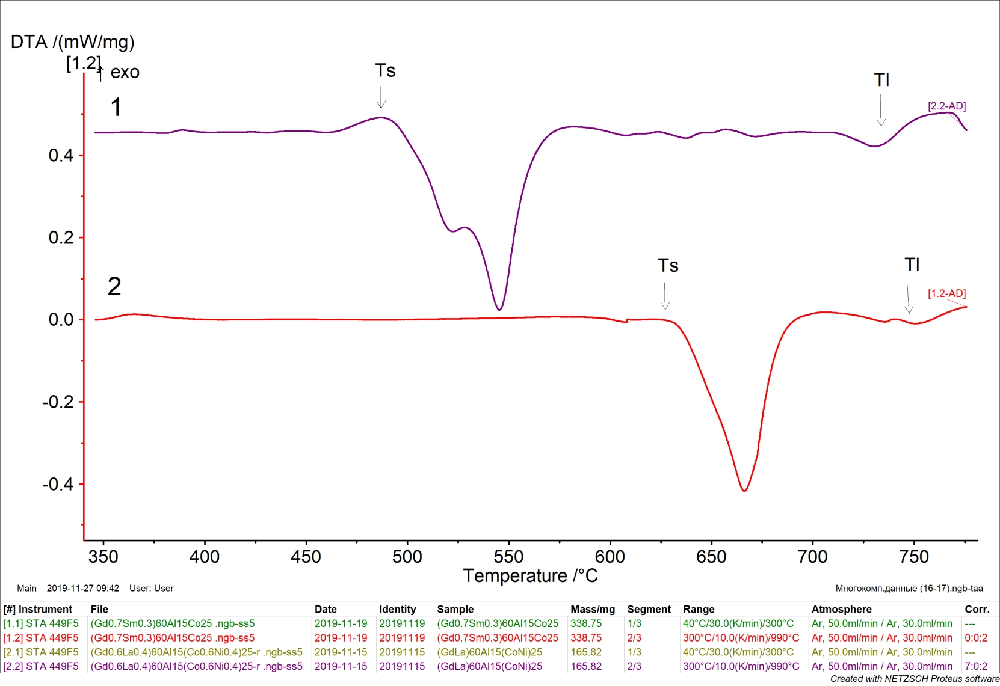 DTA /(mW/mg)
[1.2]
↑ exo
Ts
Tl
1
[2.2-AD]
0.4
0.2
Ts
Tl
2
[1.2-AD]
0.0
-0.2
-0.4
350 400 450 500 550 600 650 700 750
Temperature /°C
Main 2019-11-27 09:42 User: User
Многокомп.данные (16-17).ngb-taa
[#] Instrument File Date Identity Sample Mass/mg Segment Range Atmosphere Corr.
[1.1] STA 449F5 (Gd0.7Sm0.3)60Al15Co25 .ngb-ss5 2019-11-19 20191119 (Gd0.7Sm0.3)60Al15Co25 338.75 1/3 40°C/30.0(K/min)/300°C Ar, 50.0ml/min / Ar, 30.0ml/min ---
[1.2] STA 449F5 (Gd0.7Sm0.3)60Al15Co25 .ngb-ss5 2019-11-19 20191119 (Gd0.7Sm0.3)60Al15Co25 338.75 2/3 300°C/10.0(K/min)/990°C Ar, 50.0ml/min / Ar, 30.0ml/min 0:0:2
[2.1] STA 449F5 (Gd0.6La0.4)60Al15(Co0.6Ni0.4)25-r .ngb-ss5 2019-11-15 20191115 (GdLa)60Al15(CoNi)25 165.82 1/3 40°C/30.0(K/min)/300°C Ar, 50.0ml/min / Ar, 30.0ml/min ---
[2.2] STA 449F5 (Gd0.6La0.4)60Al15(Co0.6Ni0.4)25-r .ngb-ss5 2019-11-15 20191115 (GdLa)60Al15(CoNi)25 165.82 2/3 300°C/10.0(K/min)/990°C Ar, 50.0ml/min / Ar, 30.0ml/min 7:0:2
Created with NETZSCH Proteus software